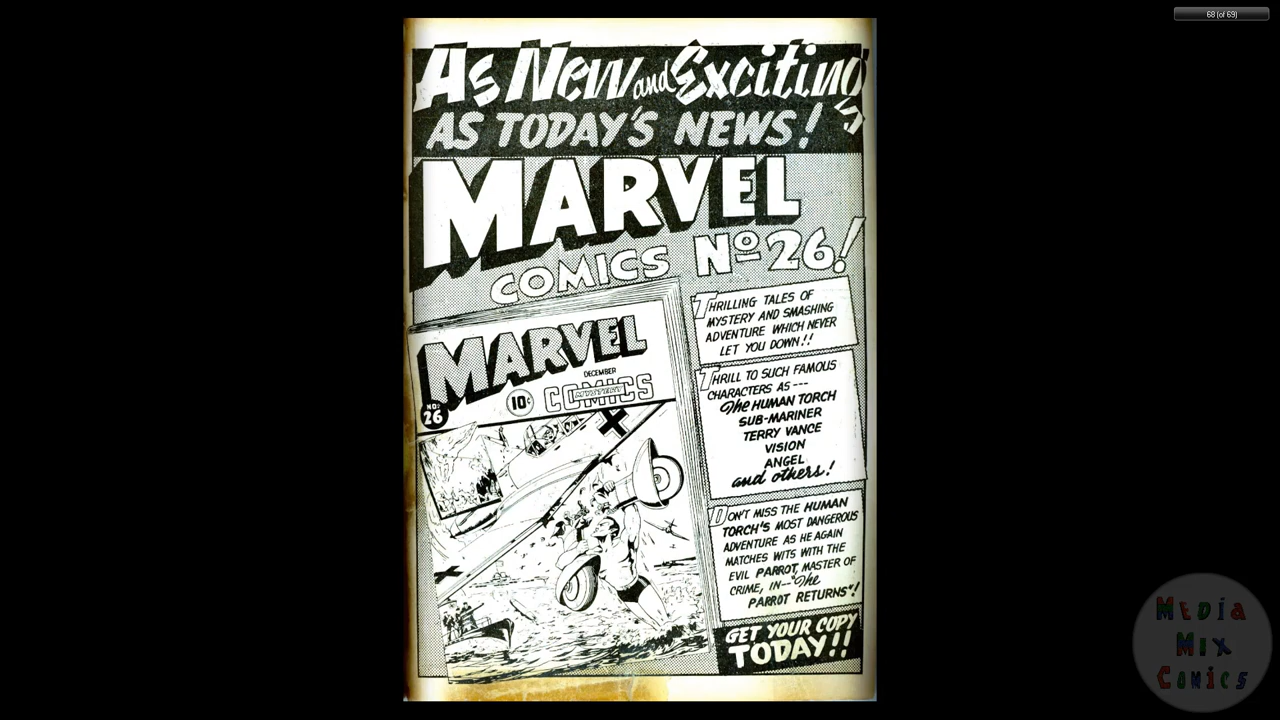 68 (of 69)
As New and Exciting
AS TODAY'S NEWS!
MARVEL
COMICS No 26!
THRILLING TALES OF
MYSTERY AND SMASHING
ADVENTURE WHICH NEVER
LET YOU DOWN!!
MARVEL
DECEMBER
COMICS
MYSTERY
10¢
NO.
26
THRILL TO SUCH FAMOUS
CHARACTERS AS---
The HUMAN TORCH
SUB-MARINER
TERRY VANCE
VISION
ANGEL
and others!
DON'T MISS THE HUMAN
TORCH'S MOST DANGEROUS
ADVENTURE AS HE AGAIN
MATCHES WITS WITH THE
EVIL PARROT, MASTER OF
CRIME, IN--"The
PARROT RETURNS"!
GET YOUR COPY
TODAY!!
MEDIA
MIX
COMICS